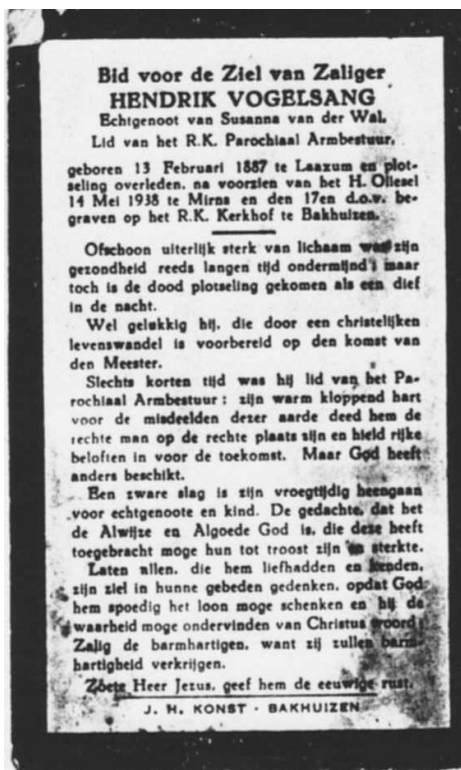 Bid voor de Ziel van Zaliger
HENDRIK VOGELSANG
Echtgenoot van Susanna van der Wal.
Lid van het R.K. Parochiaal Armbestuur,
geboren 13 Februari 1887 te Laaxum en plot-
seling overleden, na voorzien van het H. Oliesel
14 Mei 1938 te Mirns en den 17en d.o.v. be-
graven op het R.K. Kerkhof te Bakhuizen.
Ofschoon uiterlijk sterk van lichaam was zijn
gezondheid reeds langen tijd ondermijnd; maar
toch is de dood plotseling gekomen als een dief
in de nacht.
Wel gelukkig hij, die door een christelijken
levenswandel is voorbereid op den komst van
den Meester.
Slechts korten tijd was hij lid van het Pa-
rochiaal Armbestuur: zijn warm kloppend hart
voor de misdeelden dezer aarde deed hem de
rechte man op de rechte plaats zijn en hield rijke
beloften in voor de toekomst. Maar God heeft
anders beschikt.
Een zware slag is zijn vroegtijdig heengaan
voor echtgenoote en kind. De gedachte, dat het
de Alwijze en Algoede God is, die deze heeft
toegebracht moge hun tot troost zijn en sterkte.
Laten allen, die hem liefhadden en kenden,
zijn ziel in hunne gebeden gedenken, opdat God
hem spoedig het loon moge schenken en hij de
waarheid moge ondervinden van Christus woord:
Zalig de barmhartigen, want zij zullen barm-
hartigheid verkrijgen.
Zoete Heer Jezus, geef hem de eeuwige rust.
J. H. KONST - BAKHUIZEN